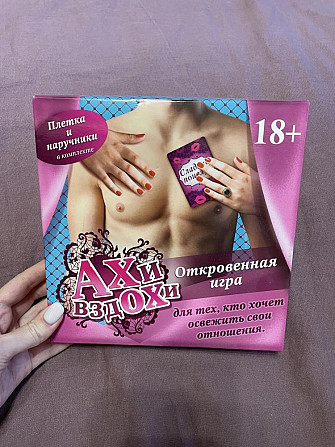 Плетка
и
наручники
в комплекте
18+
Ахи
вздохи
Откровенная
игра
для тех, кто хочет
освежить свои
отношения.